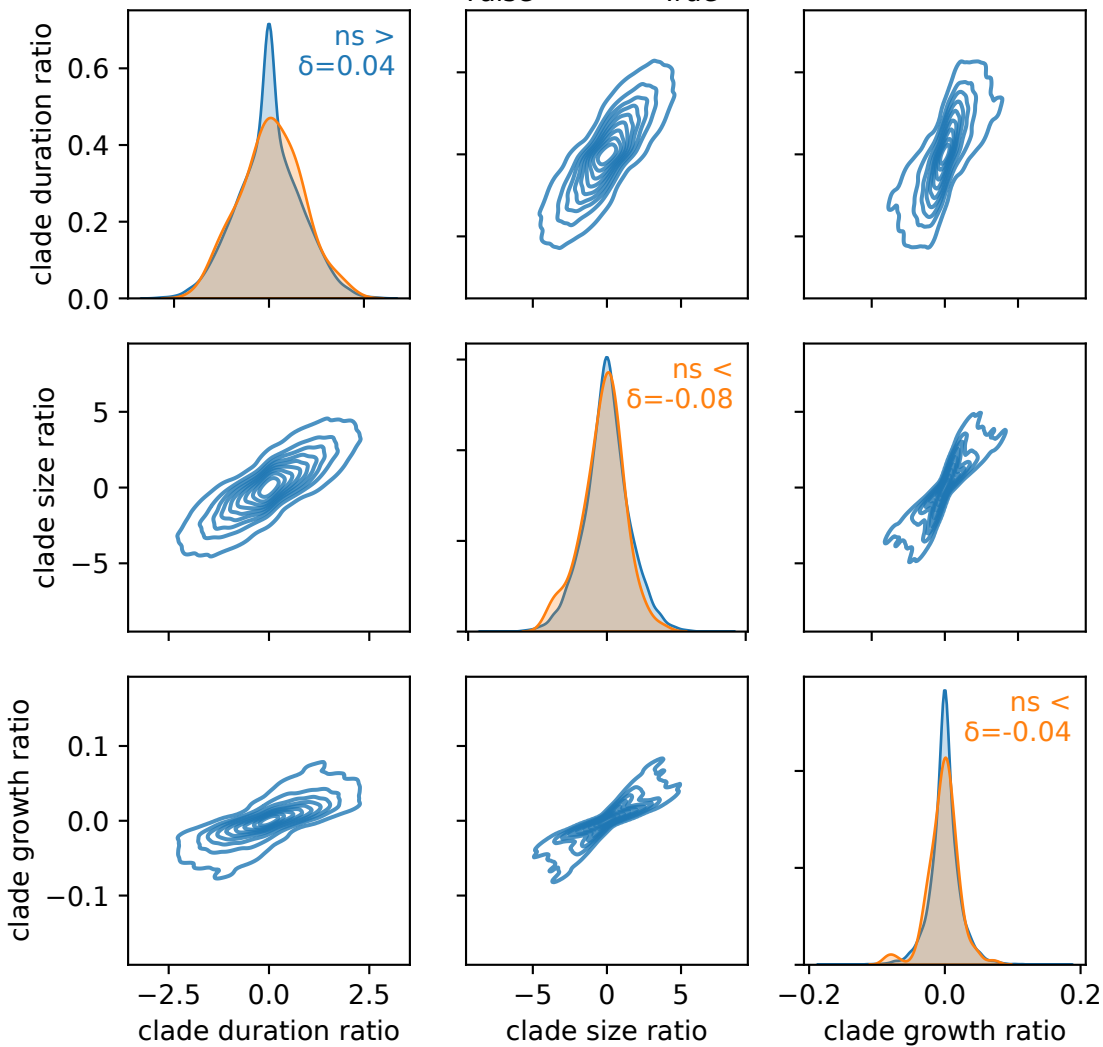 ns >
δ=0.04
clade duration ratio
0.6
0.4
0.2
0.0
ns <
δ=-0.08
clade size ratio
5
0
−5
ns <
δ=-0.04
clade growth ratio
0.1
0.0
−0.1
−2.5 0.0 2.5
−5 0 5
−0.2 0.0 0.2
clade duration ratio
clade size ratio
clade growth ratio